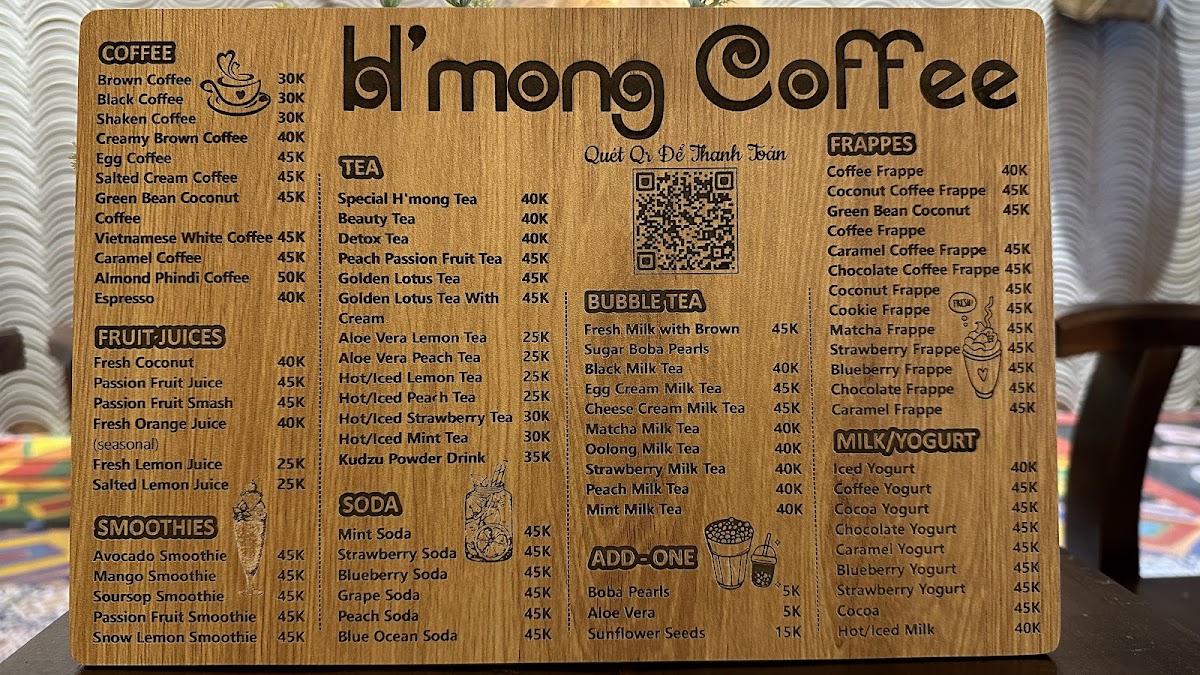 H'mong Coffee
COFFEE
Brown Coffee 30K
Black Coffee 30K
Shaken Coffee 30K
Creamy Brown Coffee 40K
Egg Coffee 45K
Salted Cream Coffee 45K
Green Bean Coconut 45K
Coffee
Vietnamese White Coffee 45K
Caramel Coffee 45K
Almond Phindi Coffee 50K
Espresso 40K
FRUIT JUICES
Fresh Coconut 40K
Passion Fruit Juice 45K
Passion Fruit Smash 45K
Fresh Orange Juice 40K
(seasonal)
Fresh Lemon Juice 25K
Salted Lemon Juice 25K
SMOOTHIES
Avocado Smoothie 45K
Mango Smoothie 45K
Soursop Smoothie 45K
Passion Fruit Smoothie 45K
Snow Lemon Smoothie 45K
TEA
Special H'mong Tea 40K
Beauty Tea 40K
Detox Tea 40K
Peach Passion Fruit Tea 45K
Golden Lotus Tea 45K
Golden Lotus Tea With 45K
Cream
Aloe Vera Lemon Tea 25K
Aloe Vera Peach Tea 25K
Hot/Iced Lemon Tea 25K
Hot/Iced Peach Tea 25K
Hot/Iced Strawberry Tea 30K
Hot/Iced Mint Tea 30K
Kudzu Powder Drink 35K
SODA
Mint Soda 45K
Strawberry Soda 45K
Blueberry Soda 45K
Grape Soda 45K
Peach Soda 45K
Blue Ocean Soda 45K
Quét Qr Để Thanh Toán
BUBBLE TEA
Fresh Milk with Brown 45K
Sugar Boba Pearls
Black Milk Tea 40K
Egg Cream Milk Tea 45K
Cheese Cream Milk Tea 45K
Matcha Milk Tea 40K
Oolong Milk Tea 40K
Strawberry Milk Tea 40K
Peach Milk Tea 40K
Mint Milk Tea 40K
ADD-ONE
Boba Pearls 5K
Aloe Vera 5K
Sunflower Seeds 15K
FRAPPES
Coffee Frappe 40K
Coconut Coffee Frappe 45K
Green Bean Coconut 45K
Coffee Frappe
Caramel Coffee Frappe 45K
Chocolate Coffee Frappe 45K
Coconut Frappe 45K
Cookie Frappe 45K
FRESH!
Matcha Frappe 45K
Strawberry Frappe 45K
Blueberry Frappe 45K
Chocolate Frappe 45K
Caramel Frappe 45K
MILK/YOGURT
Iced Yogurt 40K
Coffee Yogurt 45K
Cocoa Yogurt 45K
Chocolate Yogurt 45K
Caramel Yogurt 45K
Blueberry Yogurt 45K
Strawberry Yogurt 45K
Cocoa 45K
Hot/Iced Milk 40K